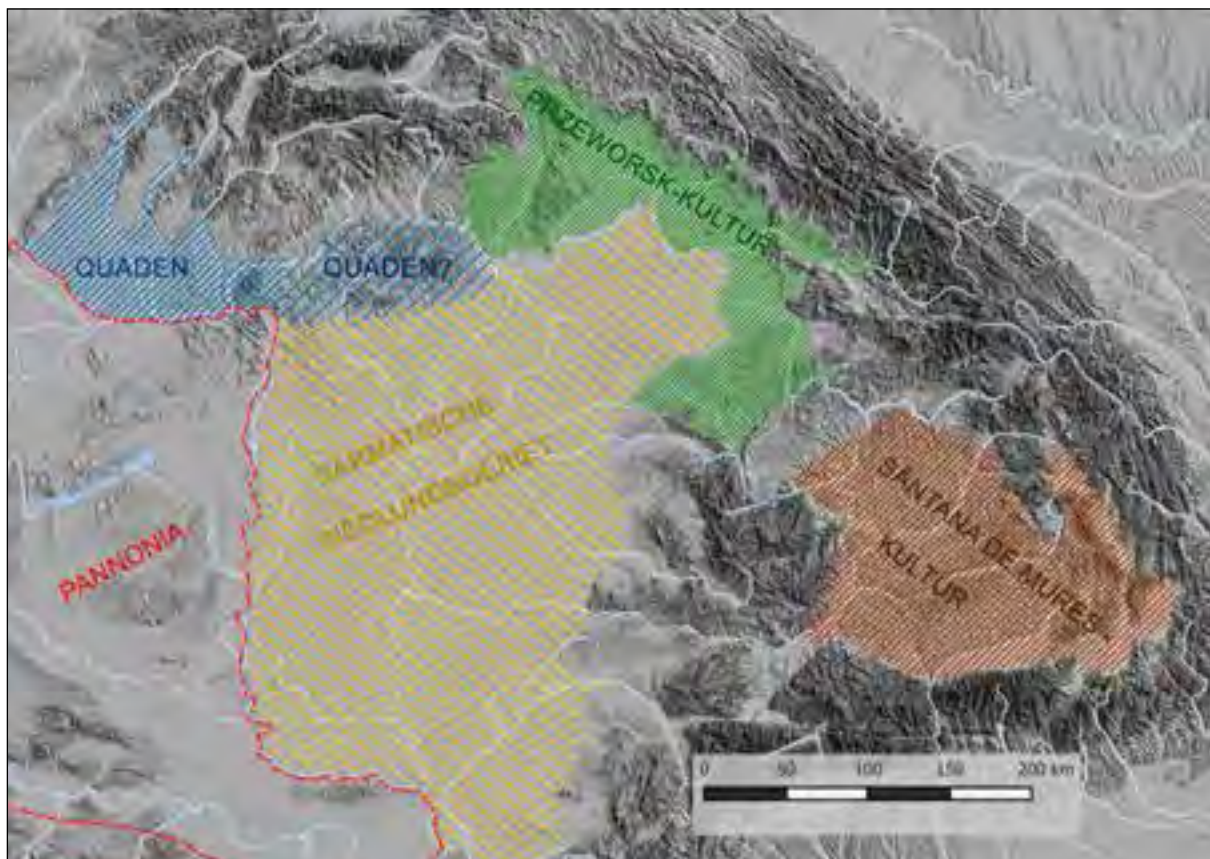 PRZEWORSK-KULTUR
QUADEN
QUADEN?
SARMATISCHE
PANNONIA
SANTANA DE MURES-
KULTUR
0 50 100 150 200 km